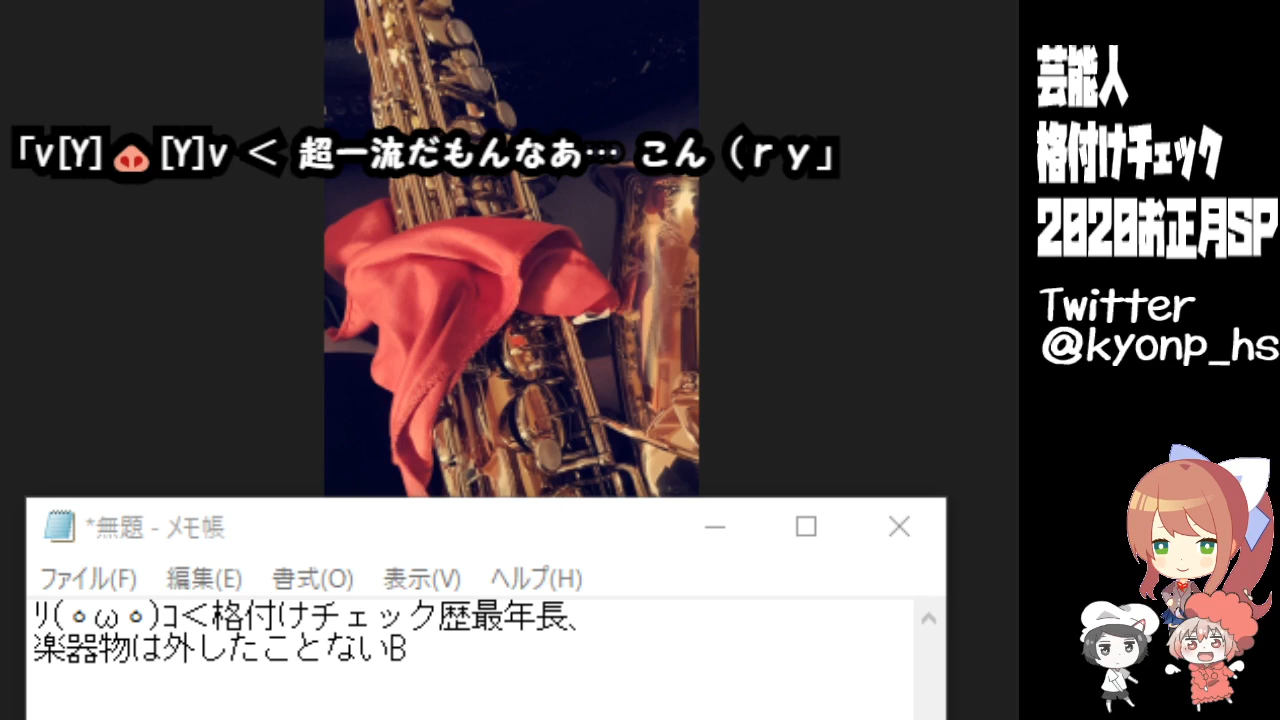 「v[Y]🐽[Y]v ＜ 超一流だもんなあ… こん（ｒｙ」
芸能人
格付けチェック
2020お正月SP
Twitter
@kyonp_hs
*無題 - メモ帳
ファイル(F) 編集(E) 書式(O) 表示(V) ヘルプ(H)
ﾘ(∘ω∘)ｺ＜格付けチェック歴最年長、
楽器物は外したことないB